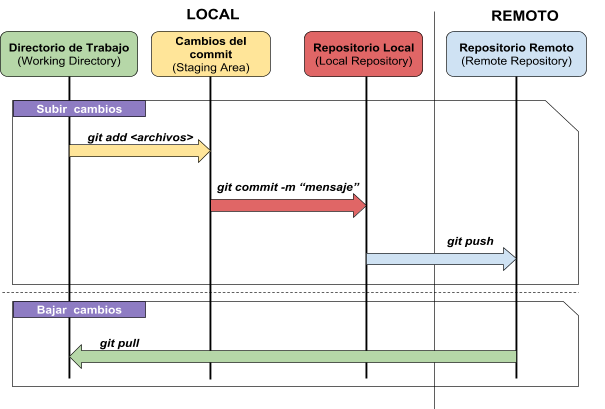 LOCAL
REMOTO
Directorio de Trabajo
(Working Directory)
Cambios del
commit
(Staging Area)
Repositorio Local
(Local Repository)
Repositorio Remoto
(Remote Repository)
Subir cambios
git add <archivos>
git commit -m “mensaje”
git push
Bajar cambios
git pull